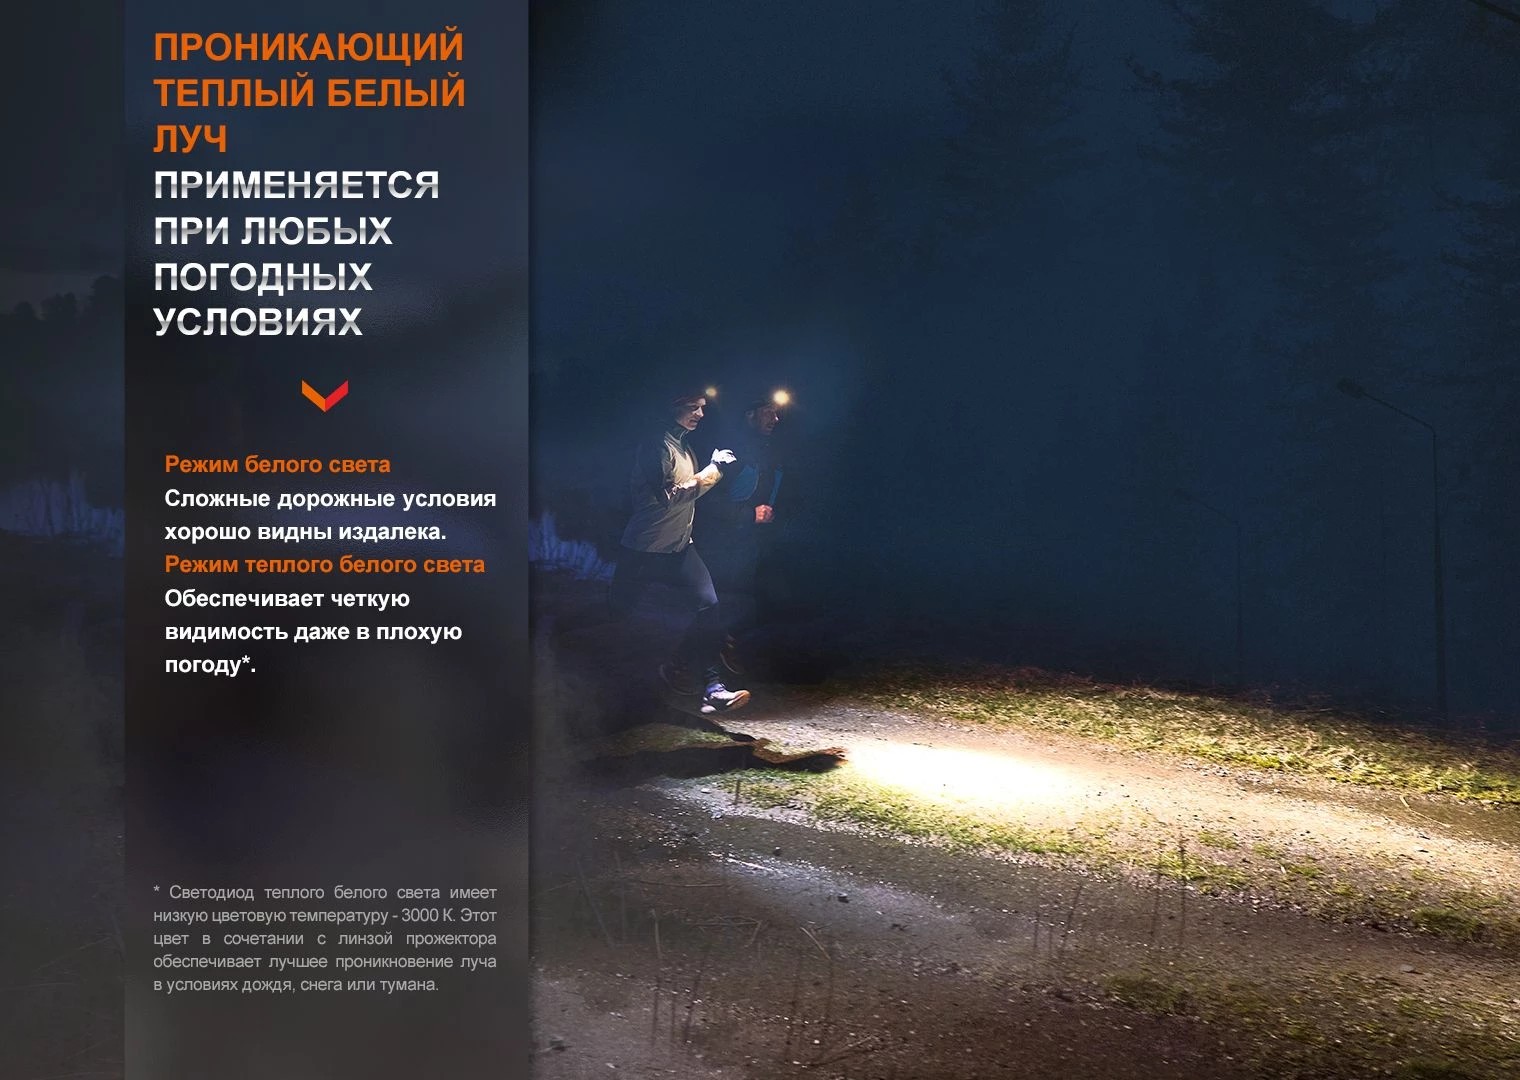 ПРОНИКАЮЩИЙ
ТЕПЛЫЙ БЕЛЫЙ
ЛУЧ
ПРИМЕНЯЕТСЯ
ПРИ ЛЮБЫХ
ПОГОДНЫХ
УСЛОВИЯХ
Режим белого света
Сложные дорожные условия
хорошо видны издалека.
Режим теплого белого света
Обеспечивает четкую
видимость даже в плохую
погоду*.
* Светодиод теплого белого света имеет
низкую цветовую температуру - 3000 К. Этот
цвет в сочетании с линзой прожектора
обеспечивает лучшее проникновение луча
в условиях дождя, снега или тумана.